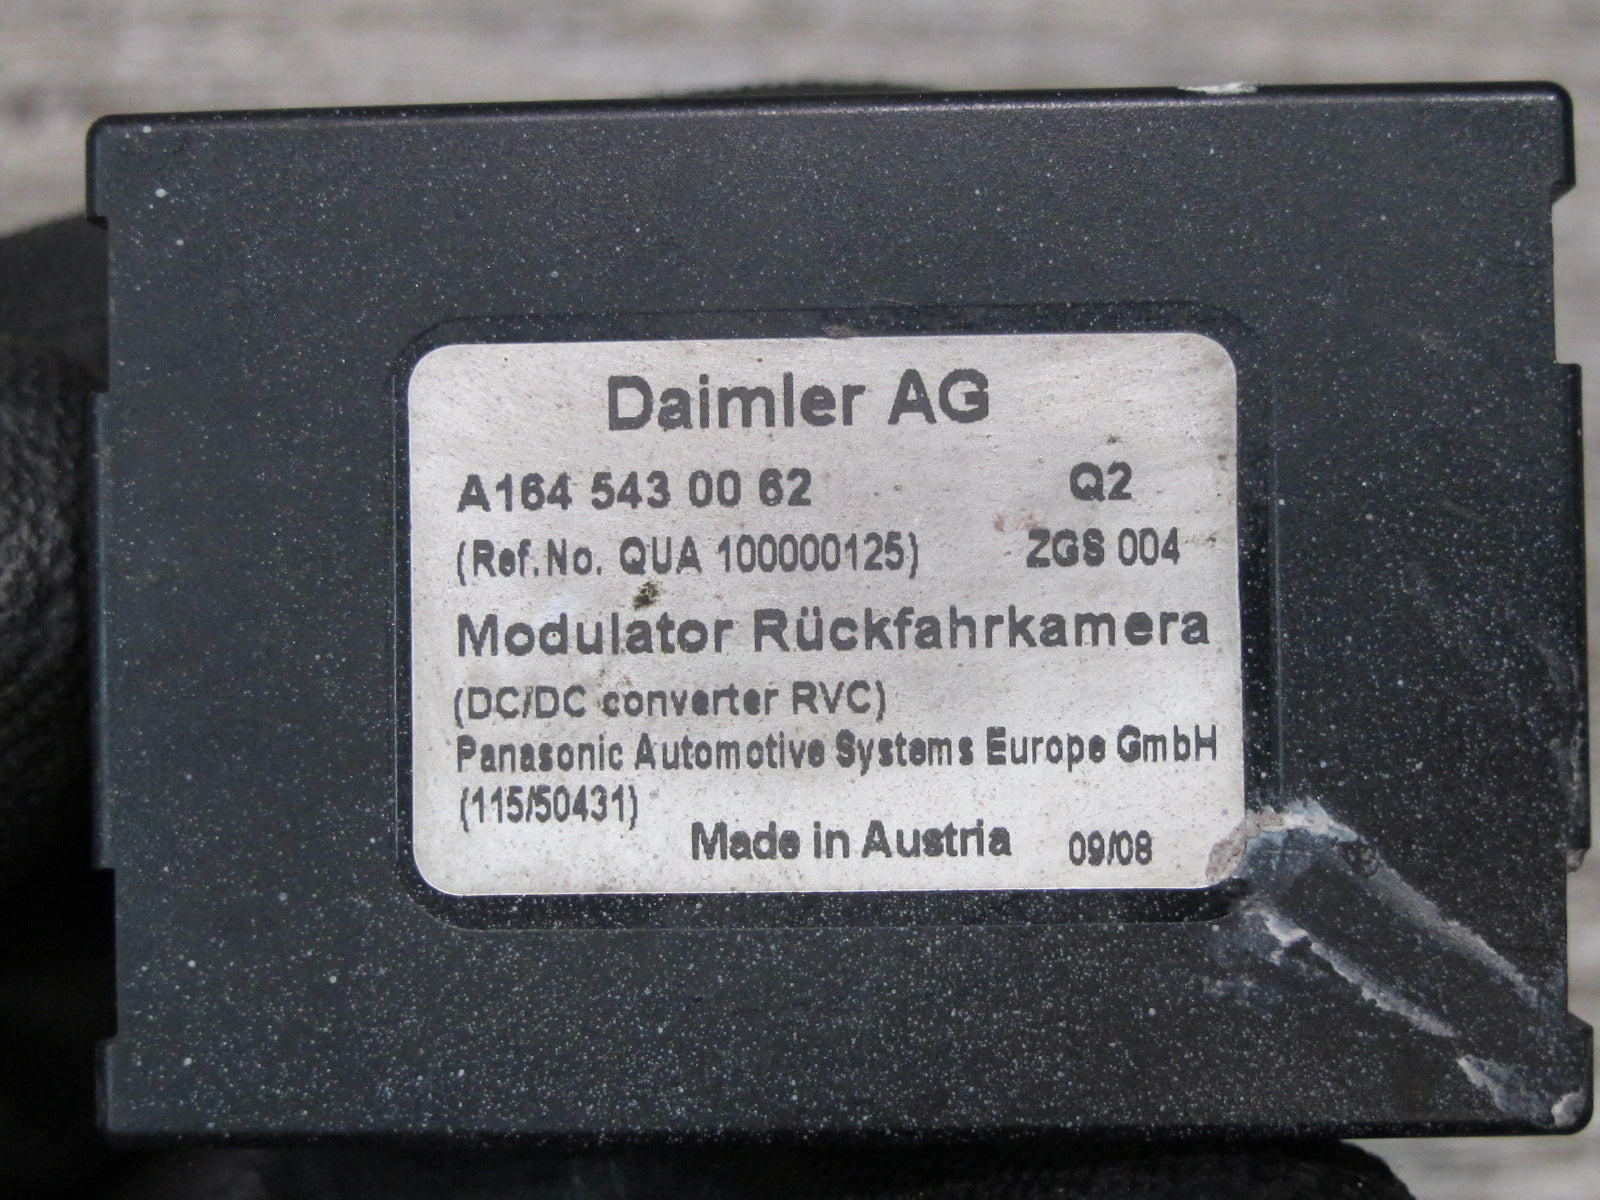 Daimler AG
A164 543 00 62 Q2
(Ref.No. QUA 100000125) ZGS 004
Modulator Rückfahrkamera
(DC/DC converter RVC)
Panasonic Automotive Systems Europe GmbH
(115/50431)
Made in Austria 09/08